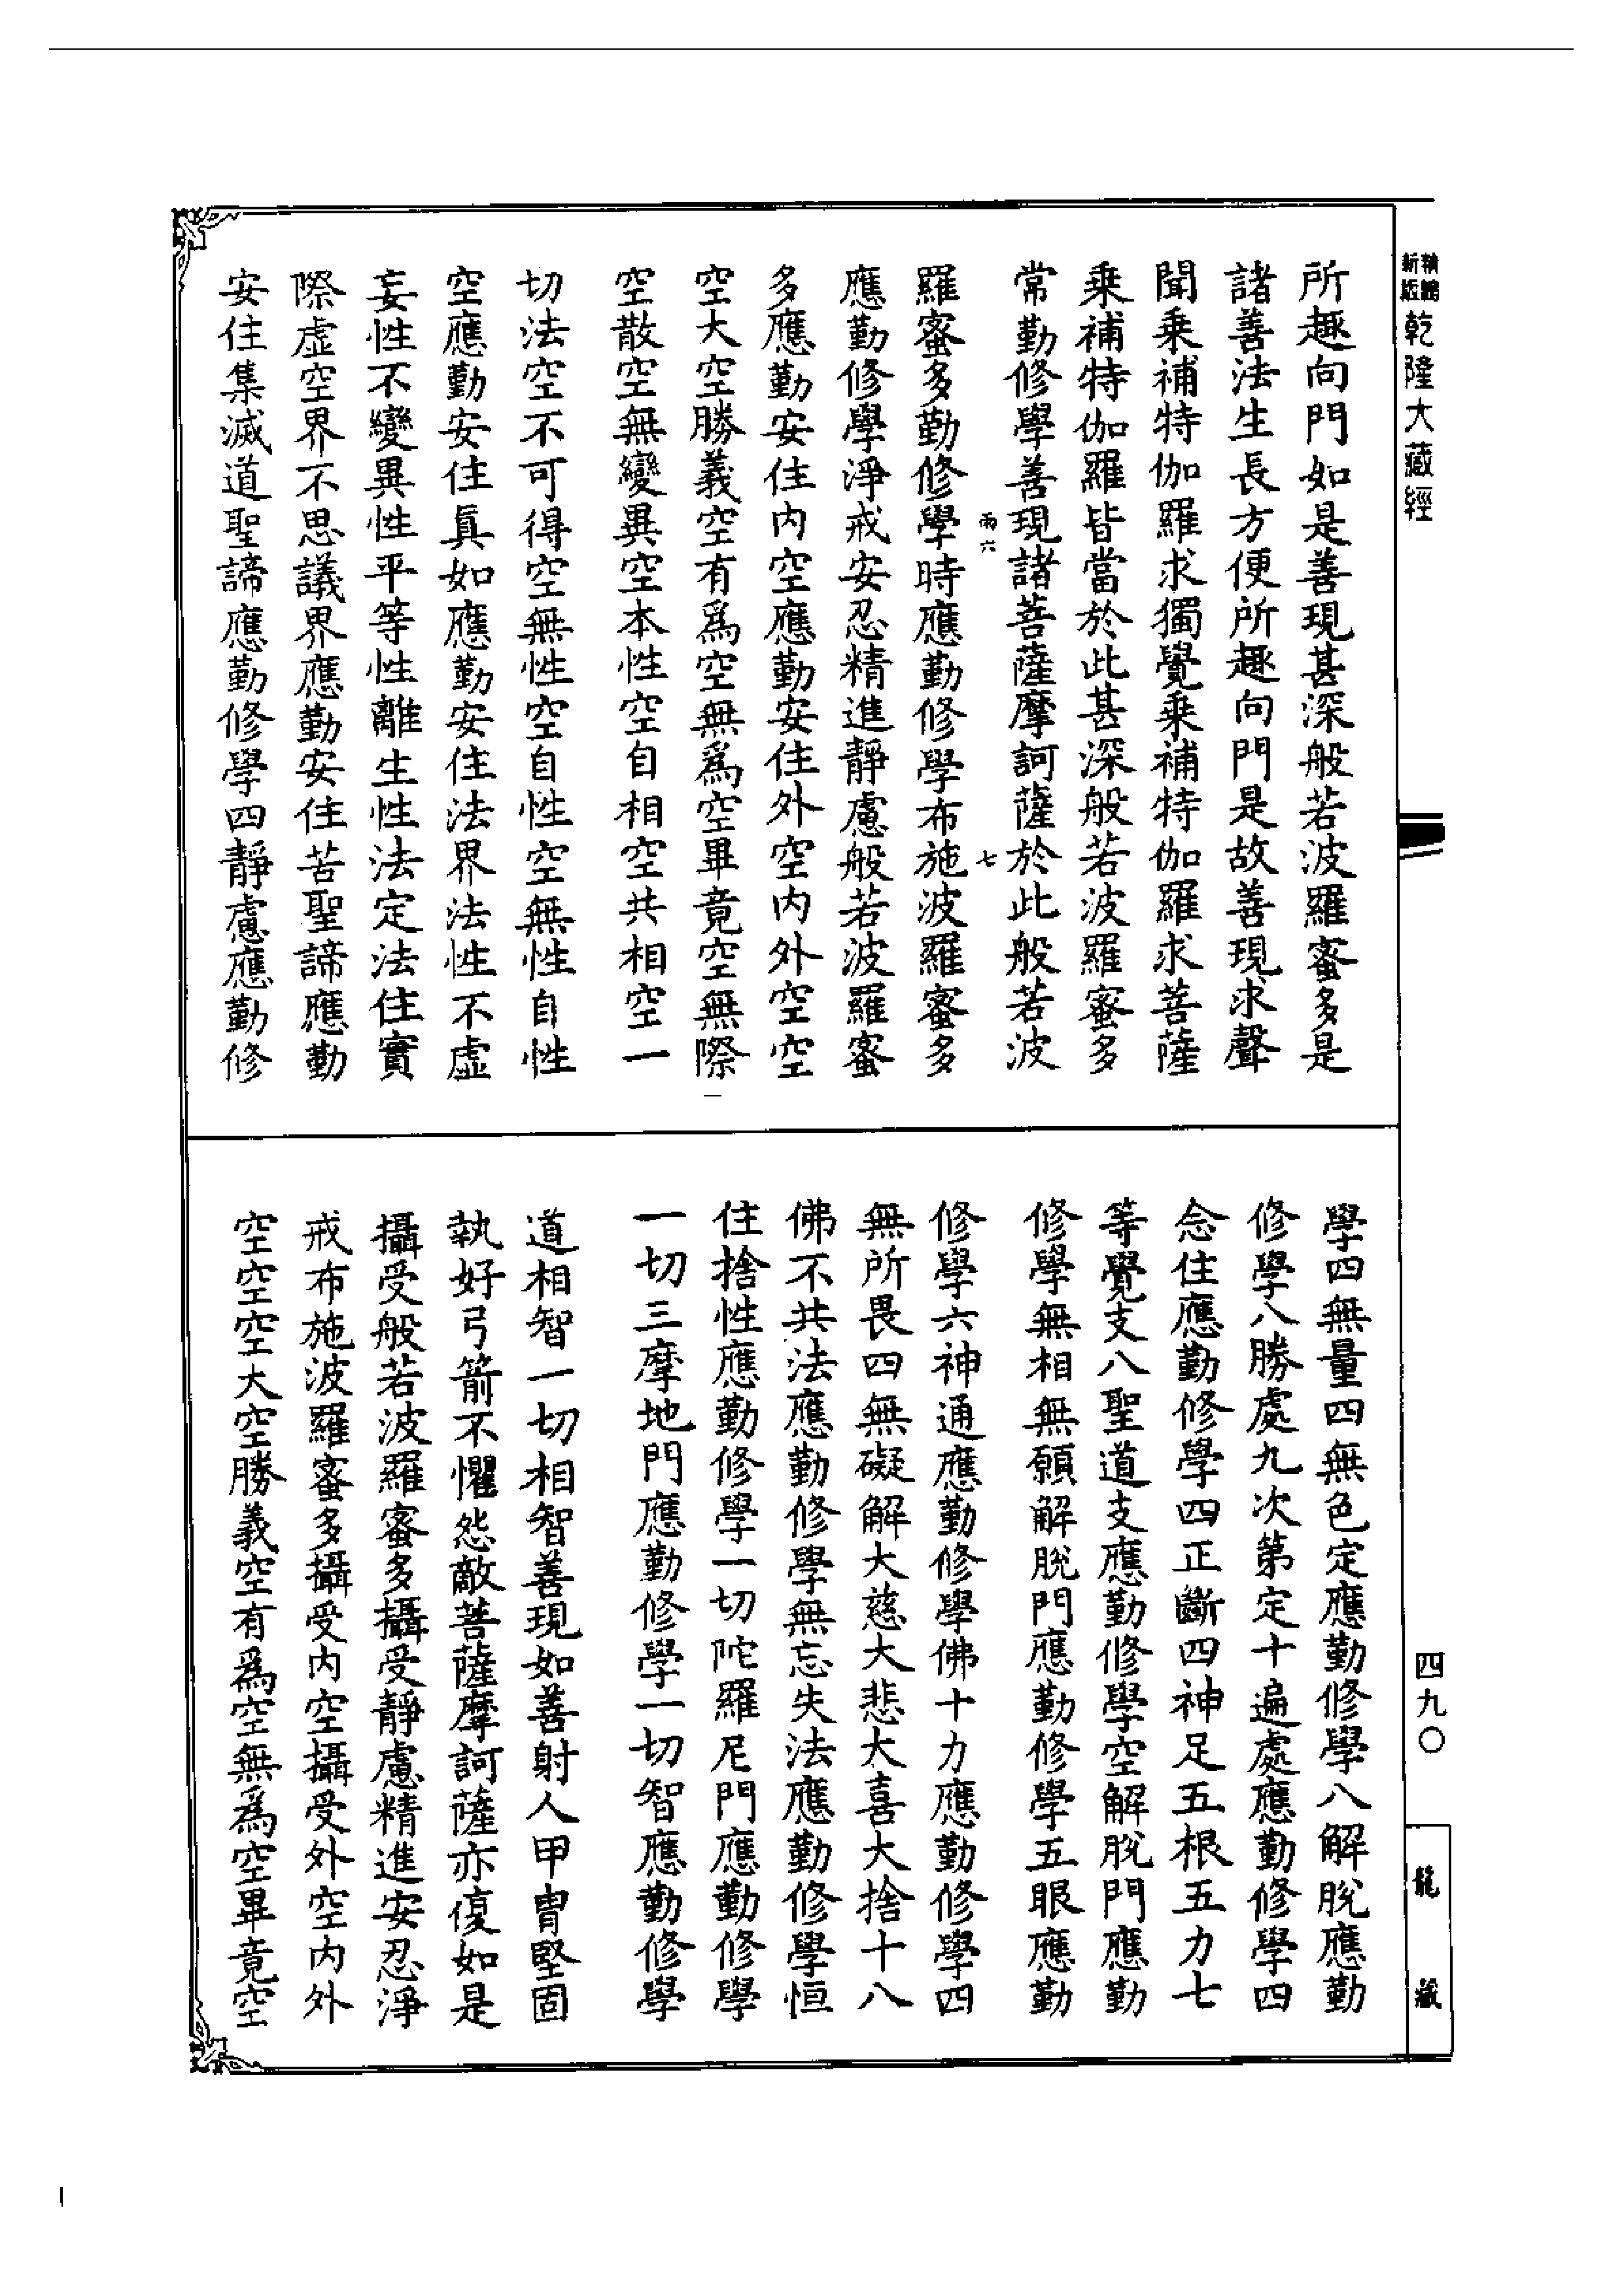 精縮新版乾隆大藏經
四九〇
龍藏
所趣向門如是善現甚深般若波羅蜜多是
諸善法生長方便所趣向門是故善現求聲
聞乘補特伽羅求獨覺乘補特伽羅求菩薩
乘補特伽羅皆當於此甚深般若波羅蜜多
常勤修學善現諸菩薩摩訶薩於此般若波
雨六 七
羅蜜多勤修學時應勤修學布施波羅蜜多
應勤修學淨戒安忍精進靜慮般若波羅蜜
多應勤安住內空應勤安住外空內外空空
空大空勝義空有爲空無爲空畢竟空無際
空散空無變異空本性空自相空共相空一
切法空不可得空無性空自性空無性自性
空應勤安住真如應勤安住法界法性不虛
妄性不變異性平等性離生性法定法住實
際虛空界不思議界應勤安住苦聖諦應勤
安住集滅道聖諦應勤修學四靜慮應勤修
學四無量四無色定應勤修學八解脫應勤
修學八勝處九次第定十遍處應勤修學四
念住應勤修學四正斷四神足五根五力七
等覺支八聖道支應勤修學空解脫門應勤
修學無相無願解脫門應勤修學五眼應勤
修學六神通應勤修學佛十力應勤修學四
無所畏四無礙解大慈大悲大喜大捨十八
佛不共法應勤修學無忘失法應勤修學恒
住捨性應勤修學一切陀羅尼門應勤修學
一切三摩地門應勤修學一切智應勤修學
道相智一切相智善現如善射人甲冑堅固
執好弓箭不懼怨敵菩薩摩訶薩亦復如是
攝受般若波羅蜜多攝受靜慮精進安忍淨
戒布施波羅蜜多攝受內空攝受外空內外
空空空大空勝義空有爲空無爲空畢竟空